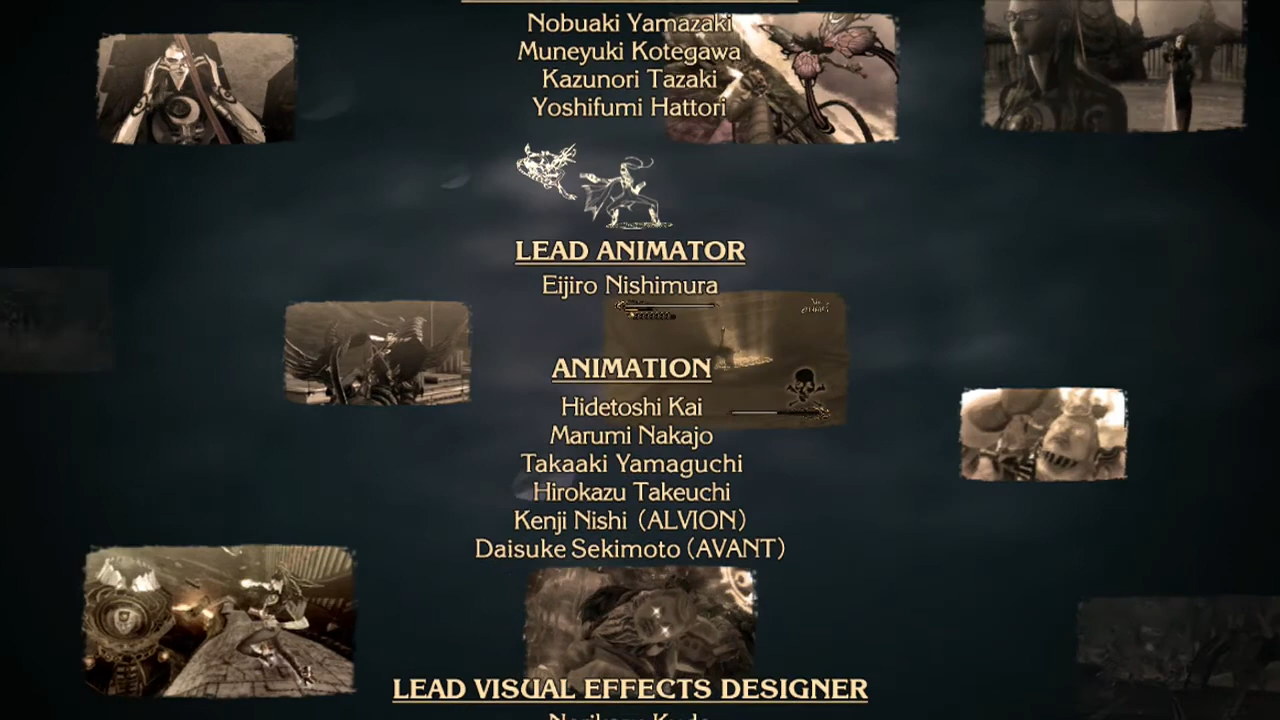 Nobuaki Yamazaki
Muneyuki Kotegawa
Kazunori Tazaki
Yoshifumi Hattori
LEAD ANIMATOR
Eijiro Nishimura
ANIMATION
Hidetoshi Kai
Marumi Nakajo
Takaaki Yamaguchi
Hirokazu Takeuchi
Kenji Nishi (ALVION)
Daisuke Sekimoto (AVANT)
LEAD VISUAL EFFECTS DESIGNER